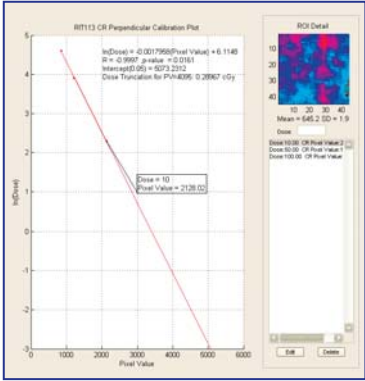 RIT113 CR Perpendicular Calibration Plot
ln(Dose) = -0.0017968(Pixel Value) + 6.1148
R = -0.9997 p-value = 0.0161
Intercept(0.05) = 5073.2312
Dose Truncation for PV=4095: 0.28967 cGy
Dose = 10
Pixel Value = 2128.02
5
4
3
2
1
0
-1
-2
-3
ln(Dose)
0 1000 2000 3000 4000 5000 6000
Pixel Value
ROI Detail
10
20
30
40
10 20 30 40
Mean = 645.2 SD = 1.9
Dose
Dose:10.00 CR Pixel Value:2
Dose:50.00 CR Pixel Value:1
Dose:100.00 CR Pixel Value
Edit Delete